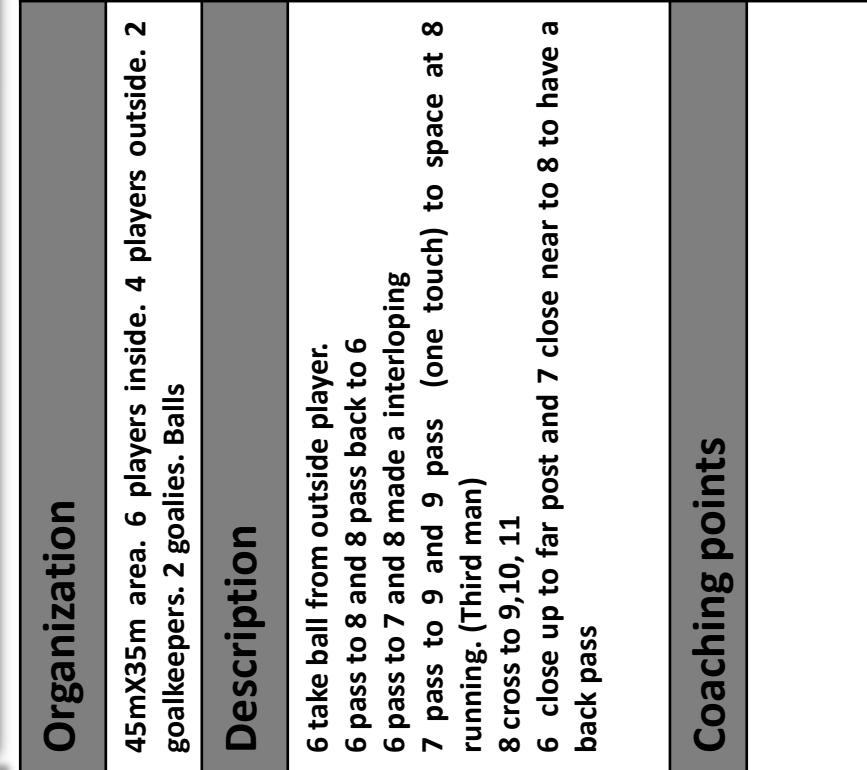 Organization
45mX35m area. 6 players inside. 4 players outside. 2
goalkeepers. 2 goalies. Balls
Description
6 take ball from outside player.
6 pass to 8 and 8 pass back to 6
6 pass to 7 and 8 made a interloping
7 pass to 9 and 9 pass (one touch) to space at 8
running. (Third man)
8 cross to 9,10, 11
6 close up to far post and 7 close near to 8 to have a
back pass
Coaching points